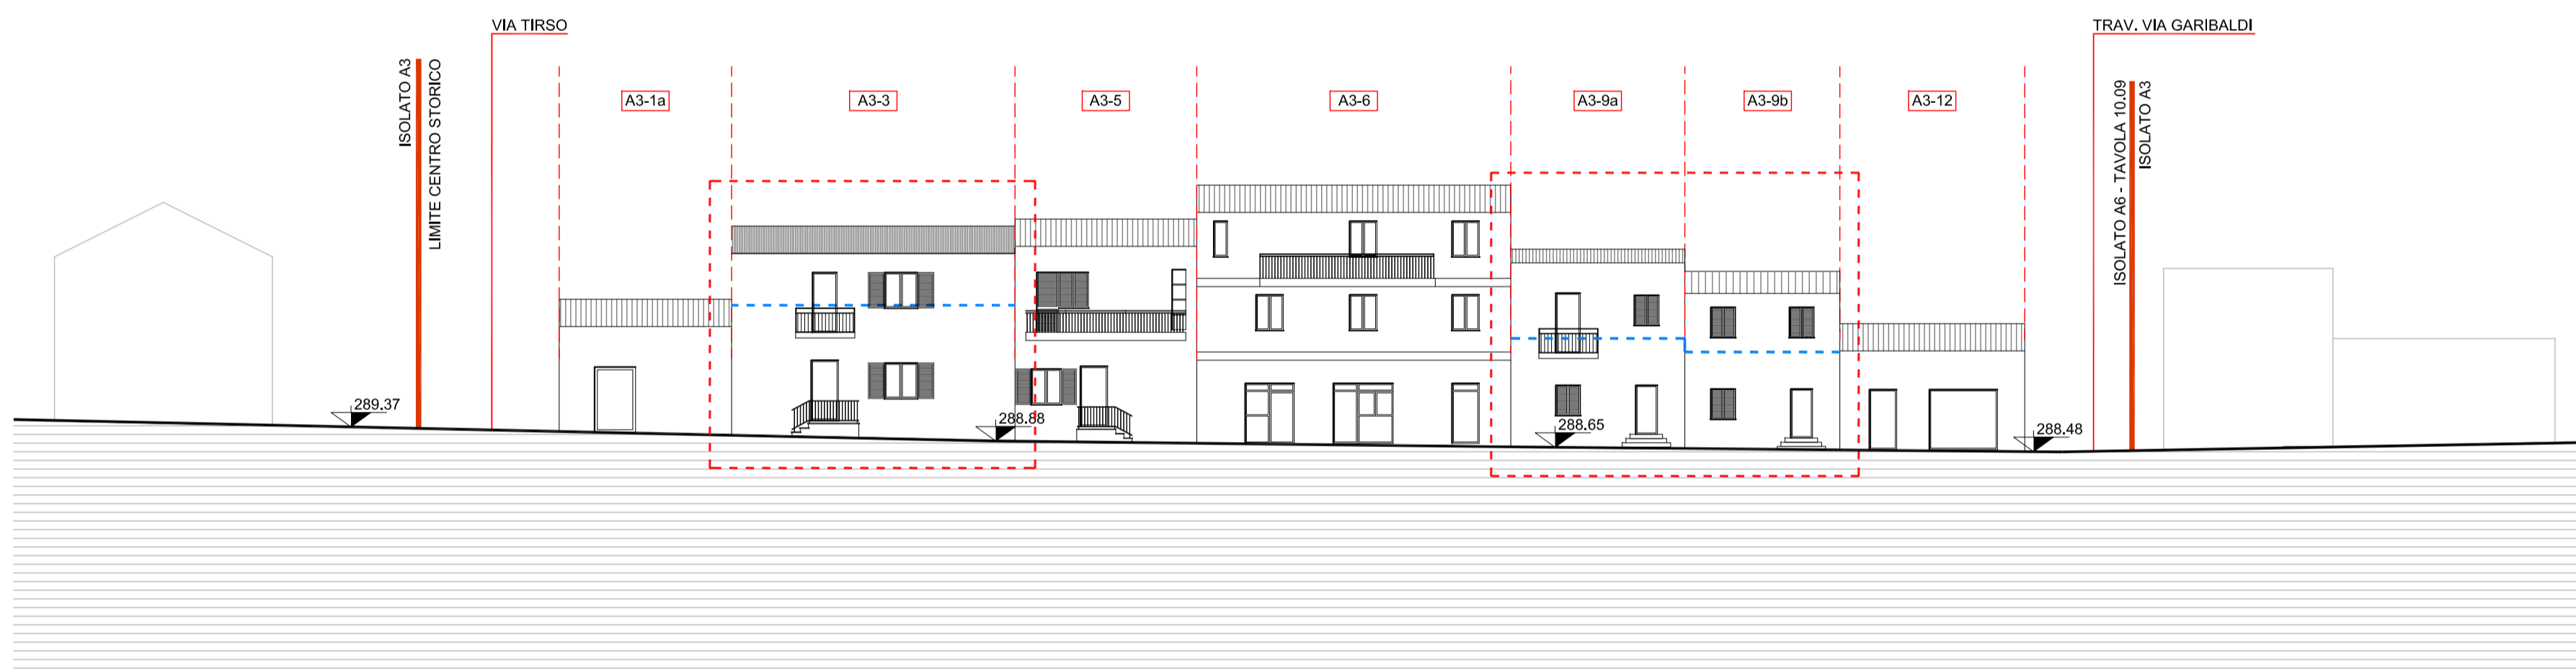 VIA TIRSO
TRAV. VIA GARIBALDI
ISOLATO A3
LIMITE CENTRO STORICO
A3-1a
A3-3
A3-5
A3-6
A3-9a
A3-9b
A3-12
ISOLATO A6 - TAVOLA 10.09
ISOLATO A3
289.37
288.88
288.65
288.48